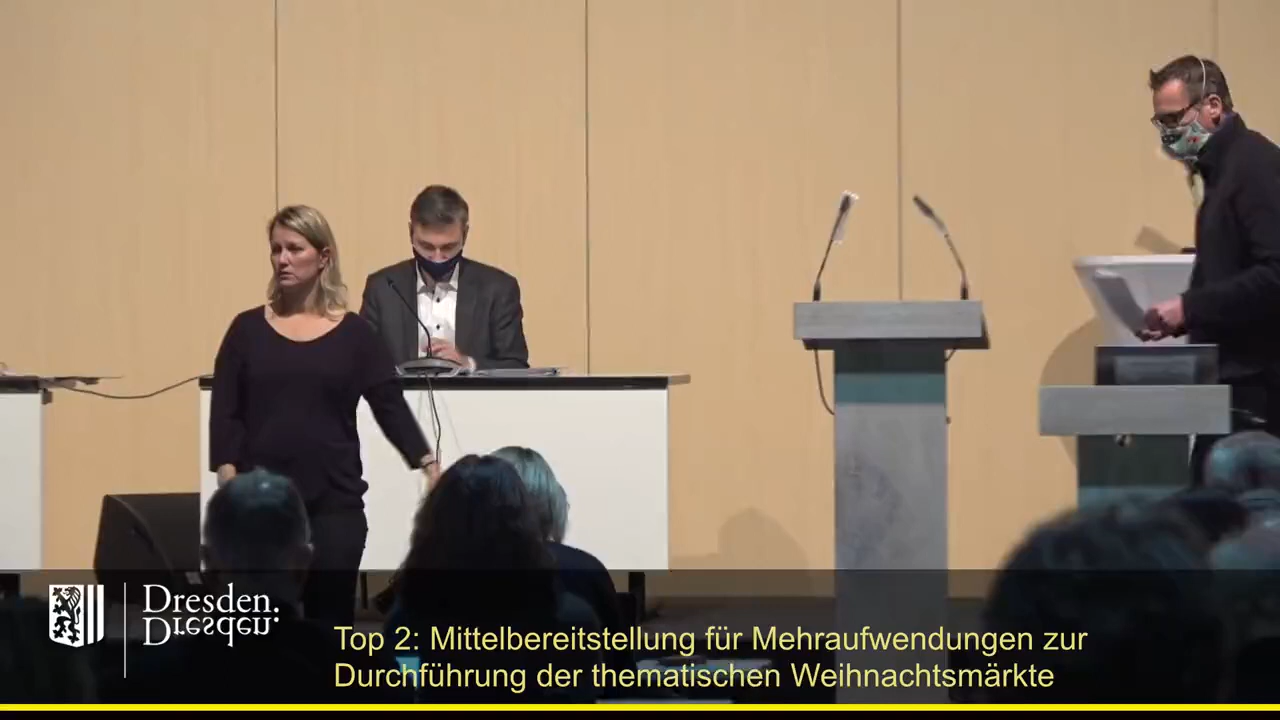 Dresden.
Dresden.
Top 2: Mittelbereitstellung für Mehraufwendungen zur
Durchführung der thematischen Weihnachtsmärkte